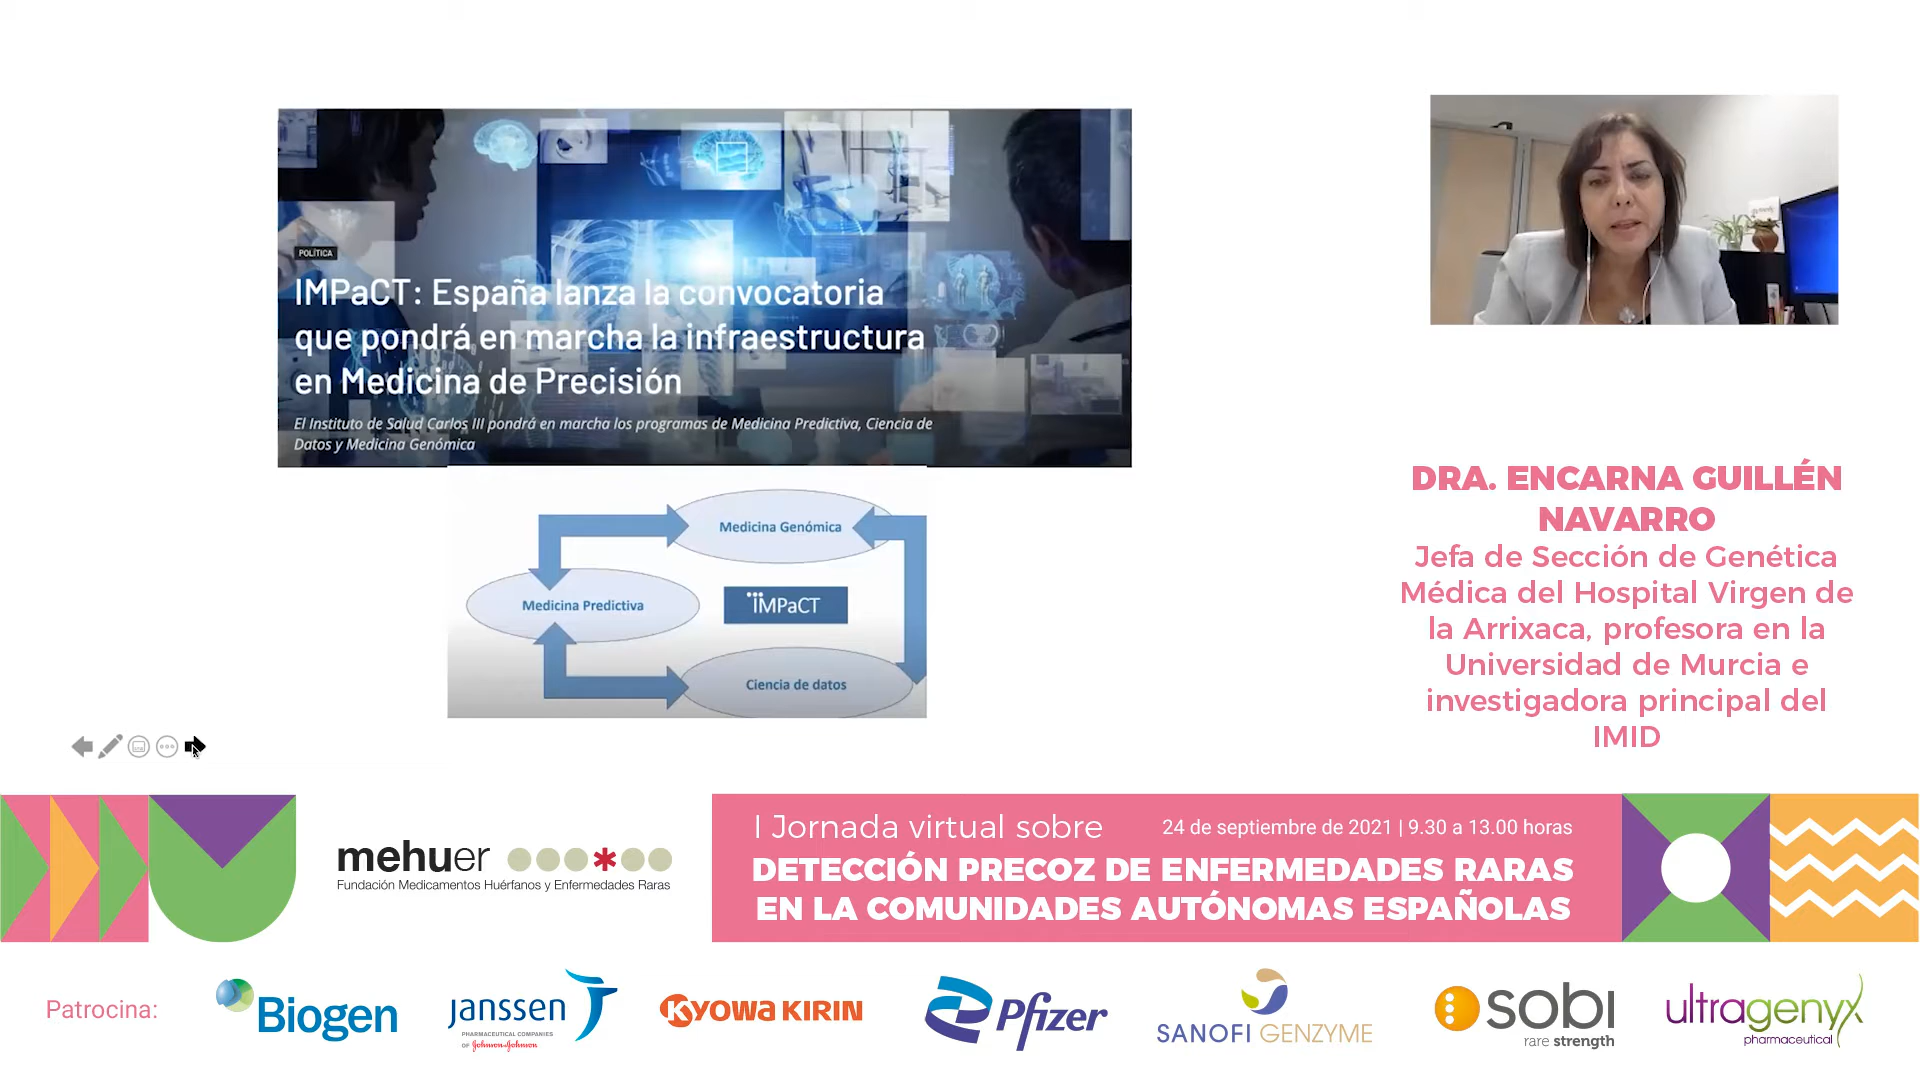 POLÍTICA
IMPaCT: España lanza la convocatoria
que pondrá en marcha la infraestructura
en Medicina de Precisión
El Instituto de Salud Carlos III pondrá en marcha los programas de Medicina Predictiva, Ciencia de
Datos y Medicina Genómica
Medicina Genómica
Medicina Predictiva
IMPaCT
Ciencia de datos
DRA. ENCARNA GUILLÉN
NAVARRO
Jefa de Sección de Genética
Médica del Hospital Virgen de
la Arrixaca, profesora en la
Universidad de Murcia e
investigadora principal del
IMID
mehuer
Fundación Medicamentos Huérfanos y Enfermedades Raras
I Jornada virtual sobre
24 de septiembre de 2021 | 9.30 a 13.00 horas
DETECCIÓN PRECOZ DE ENFERMEDADES RARAS
EN LA COMUNIDADES AUTÓNOMAS ESPAÑOLAS
Patrocina:
Biogen
janssen
PHARMACEUTICAL COMPANIES
OF Johnson & Johnson
KYOWA KIRIN
Pfizer
SANOFI GENZYME
sobi
rare strength
ultragenyx
pharmaceutical